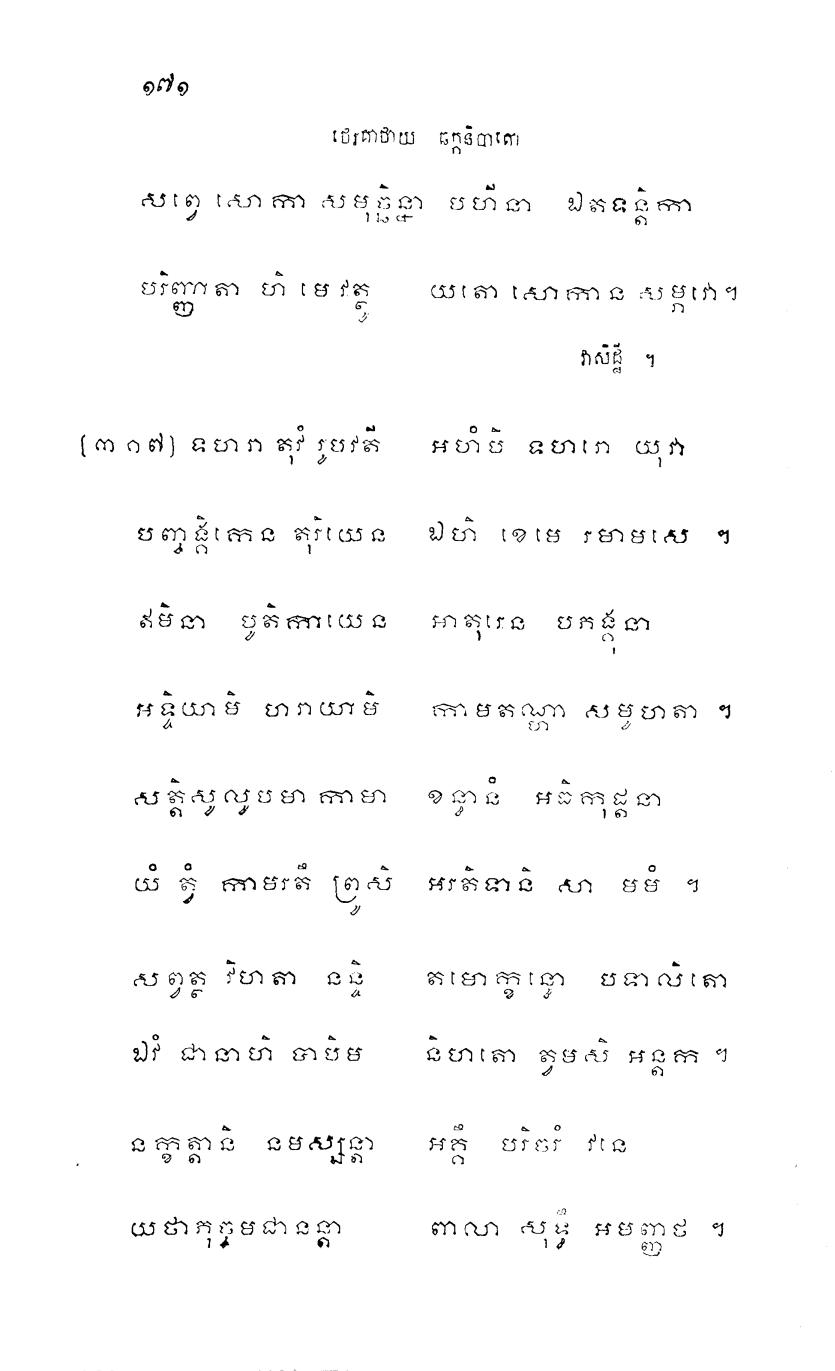 ១៧១
ថេរគាថាយ ឆក្កនិបាតោ
សព្វេ សោកា សមុច្ឆិន្នា បហីនា ឯតទន្តិកា
បរិញ្ញាតា ហិ មេ វត្ថូ យតោ សោកាន សម្ភវោ។
វាសិដ្ឋី ។
[៣១៧] ទហរា តុវំ រូបវតី អហំបិ ទហរោ យុវា
បញ្ចង្គិកេន តុរិយេន ឯហិ ខេមេ រមាមសេ ។
ឥមិនា បូតិកាយេន អាតុរេន បភង្គុនា
អទ្ទិយាមិ ហរាយាមិ កាមតណ្ហា សមូហតា ។
សត្តិសូលូបមា កាមា ខន្ធានំ អធិកុដ្ដនា
យំ ត្វំ កាមរតឹ ព្រូសិ អរតិទានិ សា មមំ ។
សព្វត្ថ វិហតា នន្ទិ តមោក្ខន្ធោ បទាលិតោ
ឯវំ ជានាហិ បាបិម និហតោ ត្វមសិ អន្តក ។
នក្ខត្តានិ នមស្សន្តា អគ្គឹ បរិចរំ វនេ
យថាភុច្ចមជានន្តា ពាលា សុទ្ធឹ អមញ្ញថ ។